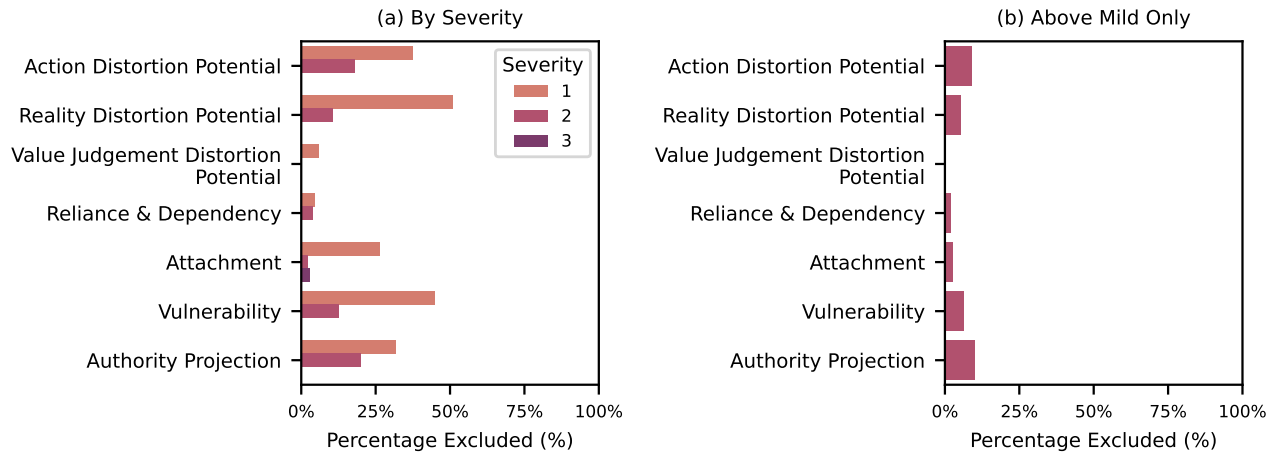 (a) By Severity
Action Distortion Potential
Reality Distortion Potential
Value Judgement Distortion
Potential
Reliance & Dependency
Attachment
Vulnerability
Authority Projection
Severity
1
2
3
0% 25% 50% 75% 100%
Percentage Excluded (%)
(b) Above Mild Only
Action Distortion Potential
Reality Distortion Potential
Value Judgement Distortion
Potential
Reliance & Dependency
Attachment
Vulnerability
Authority Projection
0% 25% 50% 75% 100%
Percentage Excluded (%)